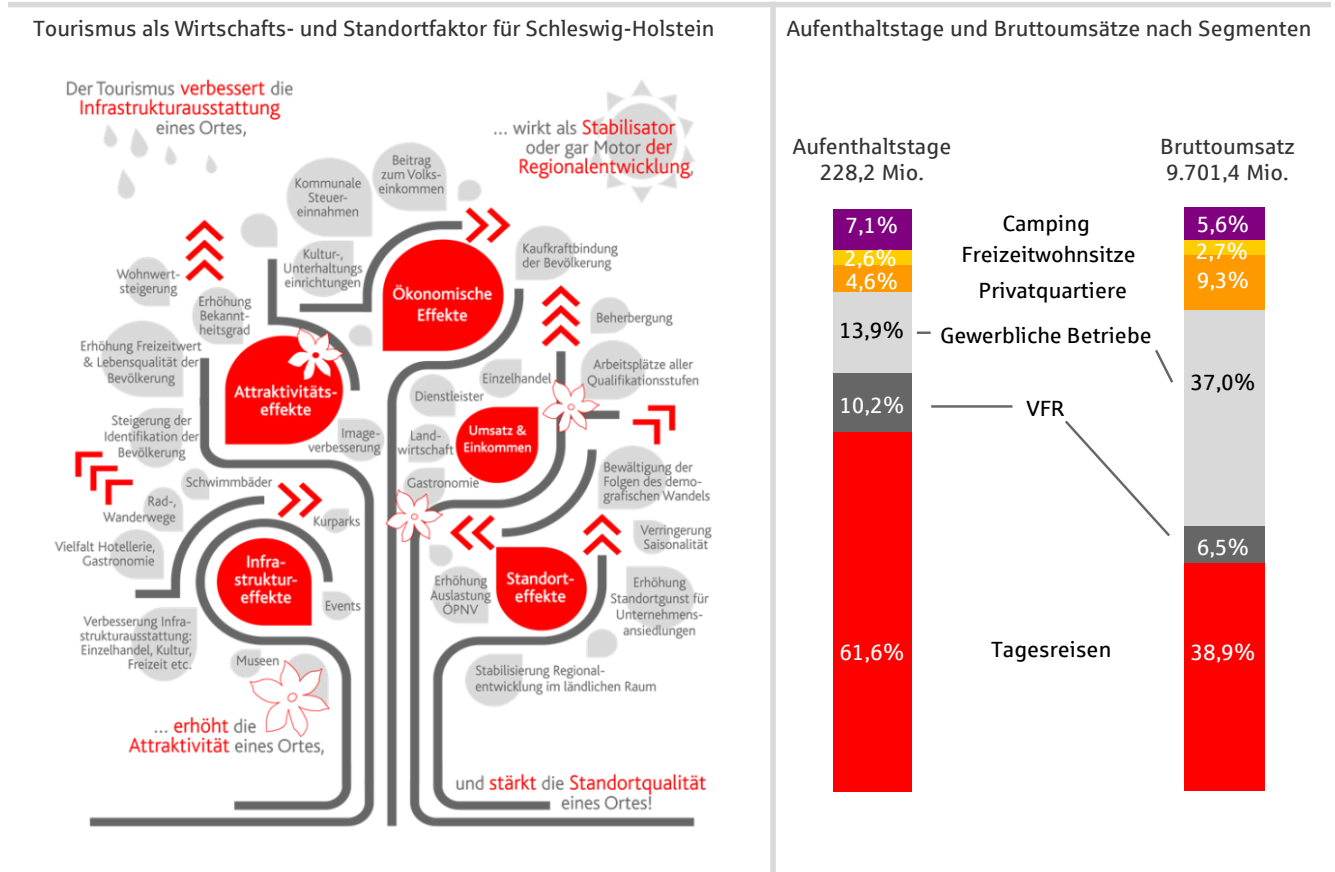 Tourismus als Wirtschafts- und Standortfaktor für Schleswig-Holstein
Der Tourismus verbessert die
Infrastrukturausstattung
eines Ortes,
... wirkt als Stabilisator
oder gar Motor der
Regionalentwicklung,
Beitrag
zum Volks-
einkommen
Kommunale
Steuer-
einnahmen
Kultur-,
Unterhaltungs
einrichtungen
Ökonomische
Effekte
Kaufkraftbindung
der Bevölkerung
Wohnwert-
steigerung
Erhöhung
Bekannt-
heitsgrad
Erhöhung Freizeitwert
& Lebensqualität der
Bevölkerung
Attraktivitäts-
effekte
Steigerung der
Identifikation der
Bevölkerung
Image-
verbesserung
Beherbergung
Einzelhandel
Arbeitsplätze aller
Qualifikationsstufen
Dienstleister
Umsatz &
Einkommen
Land-
wirtschaft
Gastronomie
Bewältigung der
Folgen des demo-
grafischen Wandels
Schwimmbäder
Rad-,
Wanderwege
Kurparks
Vielfalt Hotellerie,
Gastronomie
Infra-
struktur-
effekte
Events
Verbesserung Infra-
strukturausstattung:
Einzelhandel, Kultur,
Freizeit etc.
Museen
Verringerung
Saisonalität
Erhöhung
Auslastung
ÖPNV
Standort-
effekte
Erhöhung
Standortgunst für
Unternehmens-
ansiedlungen
Stabilisierung Regional-
entwicklung im ländlichen Raum
... erhöht die
Attraktivität eines Ortes,
und stärkt die Standortqualität
eines Ortes!
Aufenthaltstage und Bruttoumsätze nach Segmenten
Aufenthaltstage
228,2 Mio.
Bruttoumsatz
9.701,4 Mio.
7,1% Camping 5,6%
2,6% Freizeitwohnsitze 2,7%
4,6% Privatquartiere 9,3%
13,9% Gewerbliche Betriebe 37,0%
10,2% VFR 6,5%
61,6% Tagesreisen 38,9%